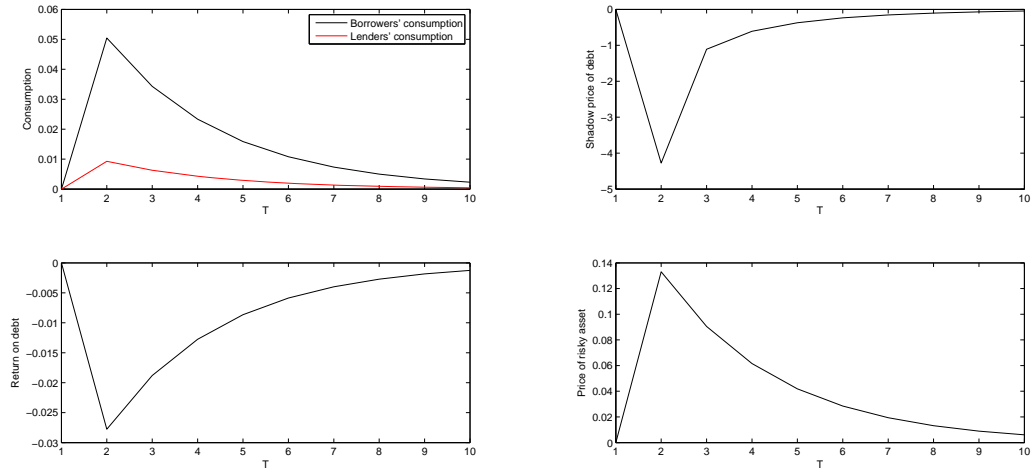 0.06
0.05
0.04
0.03
0.02
0.01
0
Consumption
Borrowers' consumption
Lenders' consumption
1 2 3 4 5 6 7 8 9 10
T
0
−1
−2
−3
−4
−5
Shadow price of debt
1 2 3 4 5 6 7 8 9 10
T
0
−0.005
−0.01
−0.015
−0.02
−0.025
−0.03
Return on debt
1 2 3 4 5 6 7 8 9 10
T
0.14
0.12
0.1
0.08
0.06
0.04
0.02
0
Price of risky asset
1 2 3 4 5 6 7 8 9 10
T